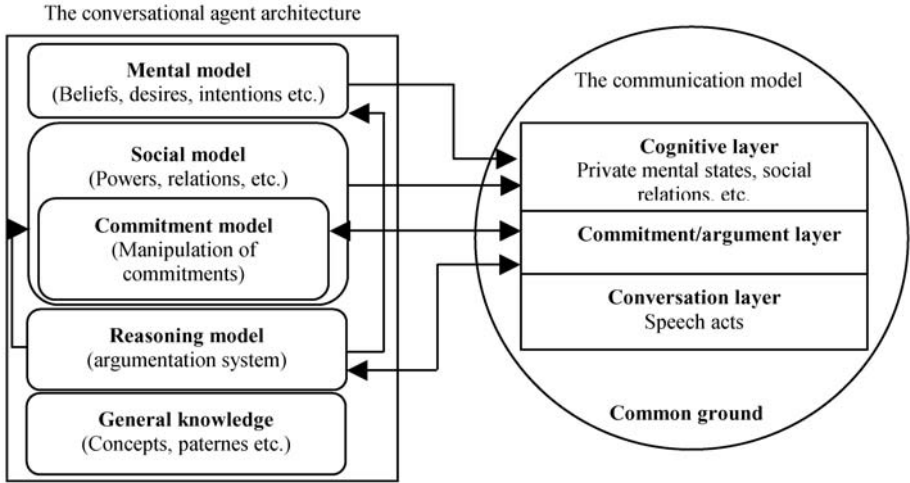 The conversational agent architecture
Mental model
(Beliefs, desires, intentions etc.)
Social model
(Powers, relations, etc.)
Commitment model
(Manipulation of
commitments)
Reasoning model
(argumentation system)
General knowledge
(Concepts, paternes etc.)
The communication model
Cognitive layer
Private mental states, social
relations, etc.
Commitment/argument layer
Conversation layer
Speech acts
Common ground